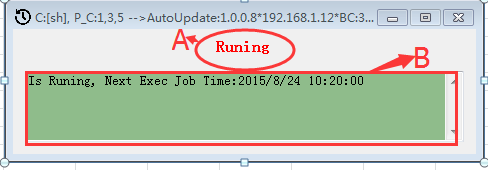 C:[sh], P_C:1,3,5 -->AutoUpdate:1.0.0.8*192.168.1.12*BC:3...
A
Runing
B
Is Runing, Next Exec Job Time:2015/8/24 10:20:00